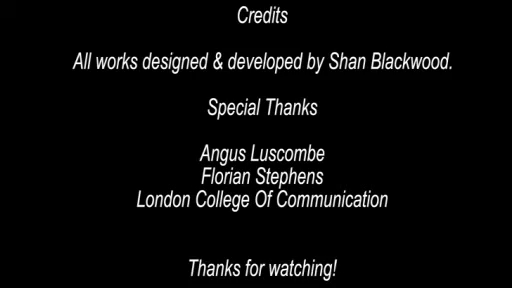 Credits
All works designed & developed by Shan Blackwood.
Special Thanks
Angus Luscombe
Florian Stephens
London College Of Communication
Thanks for watching!